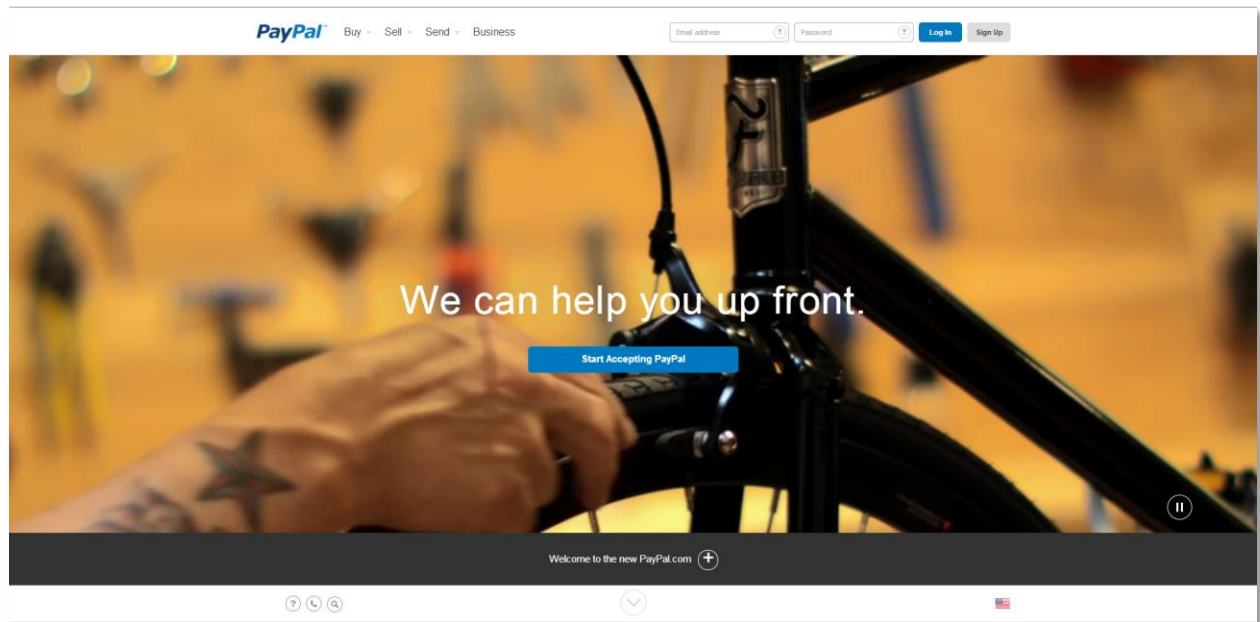 PayPal™ Buy Sell Send Business Email address ? Password ? Log In Sign Up
We can help you up front.
Start Accepting PayPal
Welcome to the new PayPal.com +
?